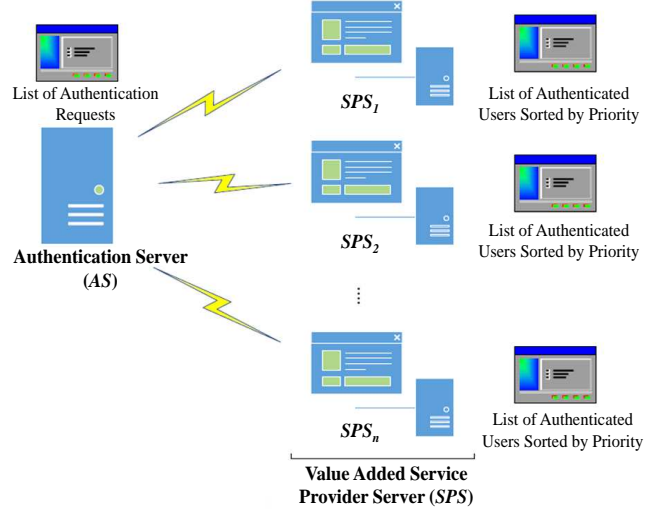 List of Authentication
Requests
Authentication Server
(AS)
SPS1
List of Authenticated
Users Sorted by Priority
SPS2
List of Authenticated
Users Sorted by Priority
.....
SPSn
List of Authenticated
Users Sorted by Priority
Value Added Service
Provider Server (SPS)